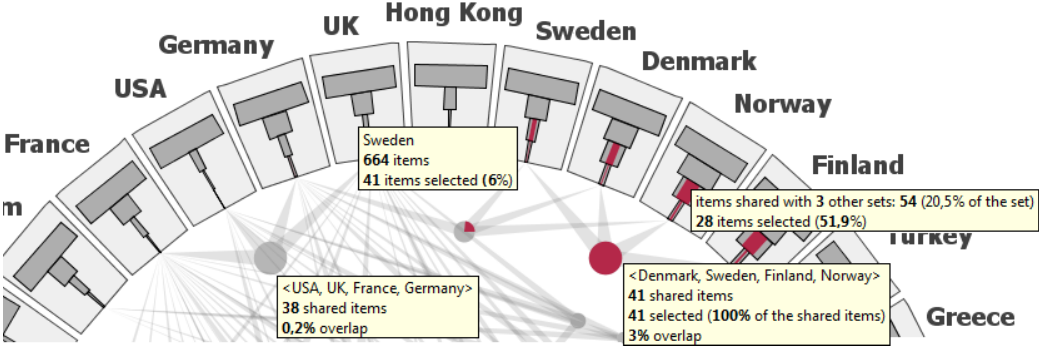 Hong Kong
UK
Sweden
Germany
Denmark
USA
Norway
France
Finland
m
Turkey
Greece
Sweden
664 items
41 items selected (6%)
items shared with 3 other sets: 54 (20,5% of the set)
28 items selected (51,9%)
<USA, UK, France, Germany>
38 shared items
0,2% overlap
<Denmark, Sweden, Finland, Norway>
41 shared items
41 selected (100% of the shared items)
3% overlap